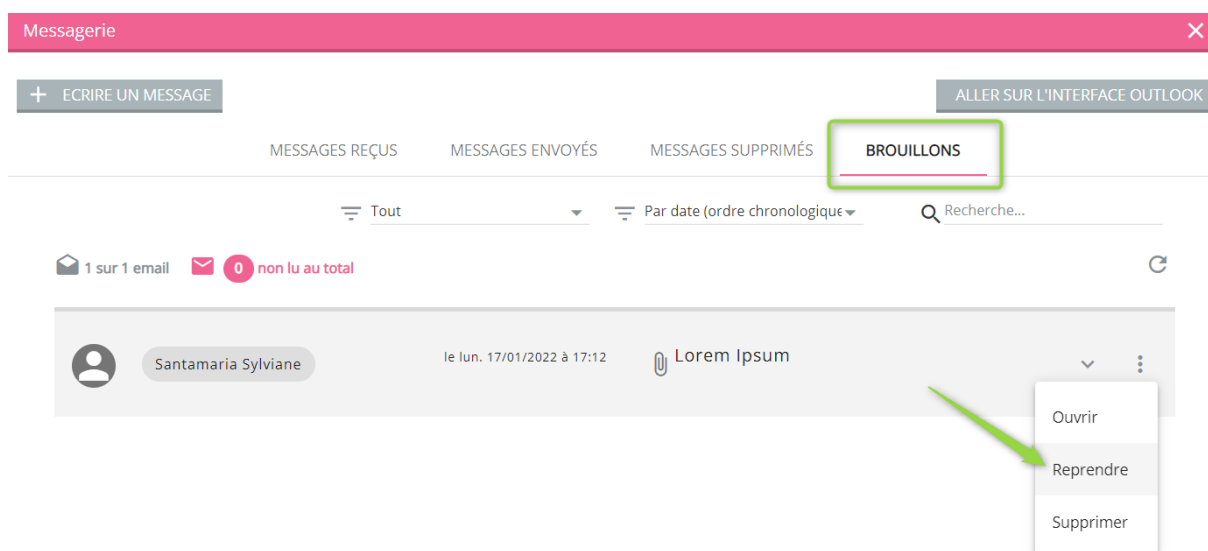 Messagerie
+ ECRIRE UN MESSAGE
ALLER SUR L'INTERFACE OUTLOOK
MESSAGES REÇUS MESSAGES ENVOYÉS MESSAGES SUPPRIMÉS BROUILLONS
Tout Par date (ordre chronologique Recherche...
1 sur 1 email 0 non lu au total
Santamaria Sylviane le lun. 17/01/2022 à 17:12 Lorem Ipsum
Ouvrir
Reprendre
Supprimer